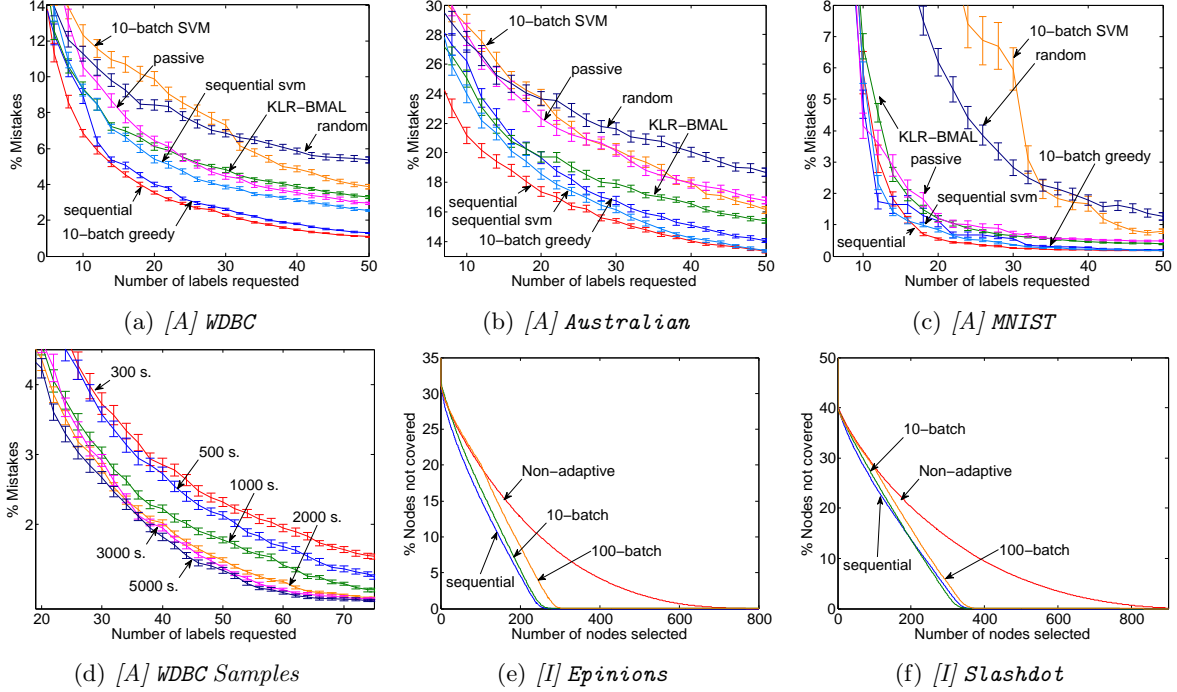 14
12
10
8
6
4
2
0
% Mistakes
10−batch SVM
passive
sequential svm
KLR−BMAL
random
sequential
10−batch greedy
10
20
30
40
50
Number of labels requested
(a) [A] WDBC
30
28
26
24
22
20
18
16
14
% Mistakes
10−batch SVM
passive
random
KLR−BMAL
sequential
sequential svm
10−batch greedy
10
20
30
40
50
Number of labels requested
(b) [A] Australian
8
7
6
5
4
3
2
1
0
% Mistakes
10−batch SVM
random
KLR−BMAL
passive
10−batch greedy
sequential svm
sequential
10
20
30
40
50
Number of labels requested
(c) [A] MNIST
4
3
2
% Mistakes
300 s.
500 s.
1000 s.
2000 s.
3000 s.
5000 s.
20
30
40
50
60
70
Number of labels requested
(d) [A] WDBC Samples
35
30
25
20
15
10
5
0
% Nodes not covered
Non−adaptive
10−batch
100−batch
sequential
0
200
400
600
800
Number of nodes selected
(e) [I] Epinions
50
40
30
20
10
0
% Nodes not covered
10−batch
Non−adaptive
sequential
100−batch
0
200
400
600
800
Number of nodes selected
(f) [I] Slashdot